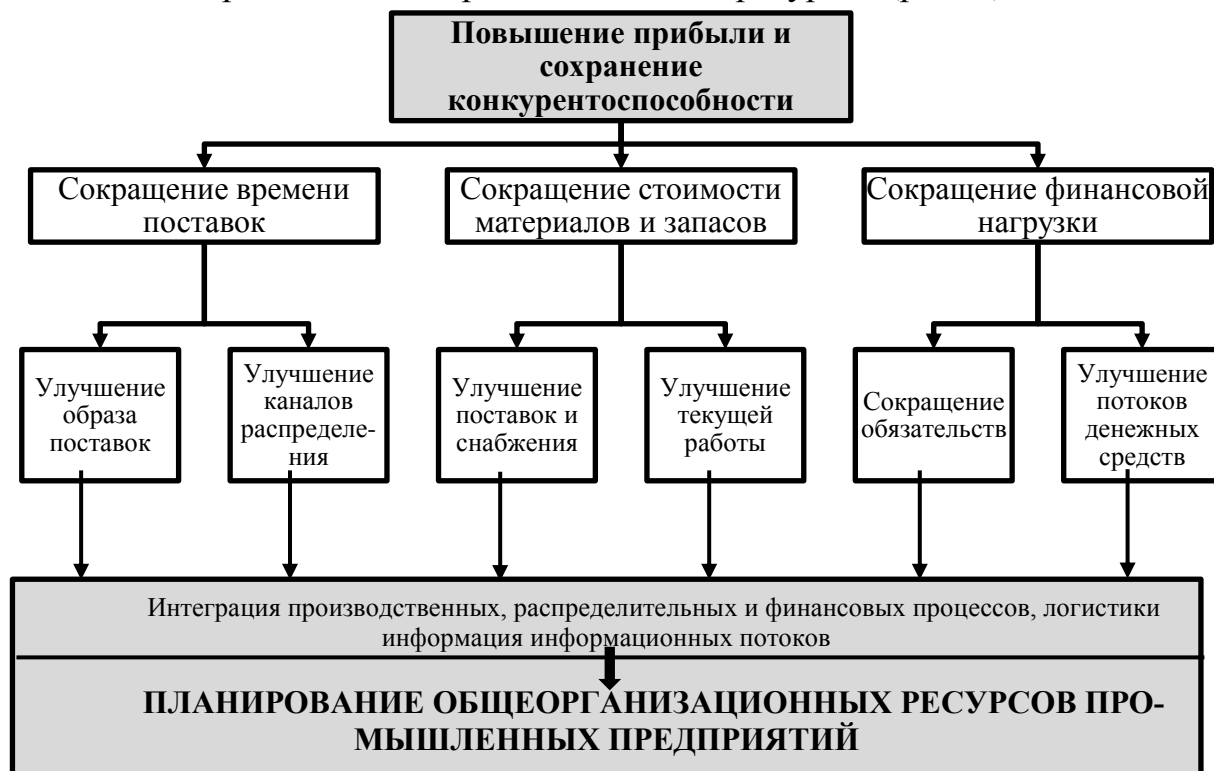 Повышение прибыли и
сохранение
конкурентоспособности
Сокращение времени
поставок
Сокращение стоимости
материалов и запасов
Сокращение финансовой
нагрузки
Улучшение
образа
поставок
Улучшение
каналов
распределе-
ния
Улучшение
поставок и
снабжения
Улучшение
текущей
работы
Сокращение
обязательств
Улучшение
потоков
денежных
средств
Интеграция производственных, распределительных и финансовых процессов, логистики
информация информационных потоков
ПЛАНИРОВАНИЕ ОБЩЕОРГАНИЗАЦИОННЫХ РЕСУРСОВ ПРО-
МЫШЛЕННЫХ ПРЕДПРИЯТИЙ